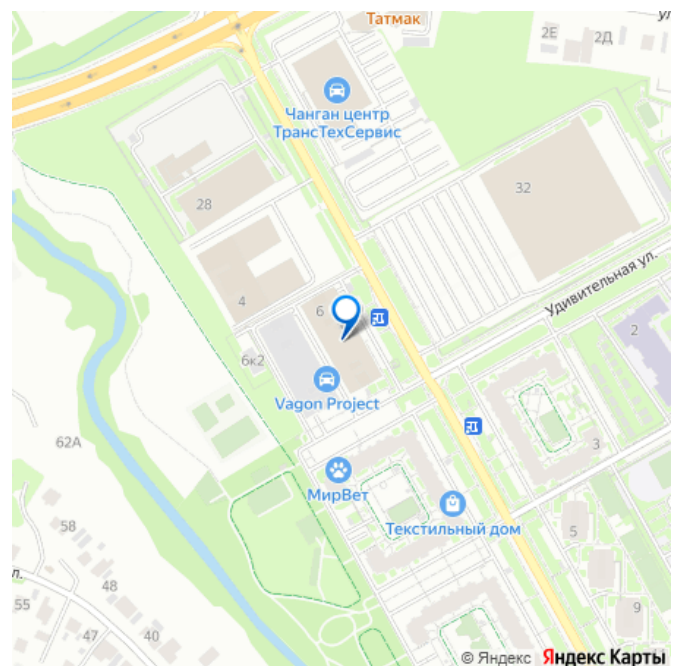 Татмак
ул
2Е
2Д
Чанган центр
ТрансТехСервис
28
32
Удивительная ул.
4
6
2
6к2
Vagon Project
3
62А
МирВет
Текстильный дом
58
5
л.
48
55
9
47
40
© Яндекс Яндекс Карты